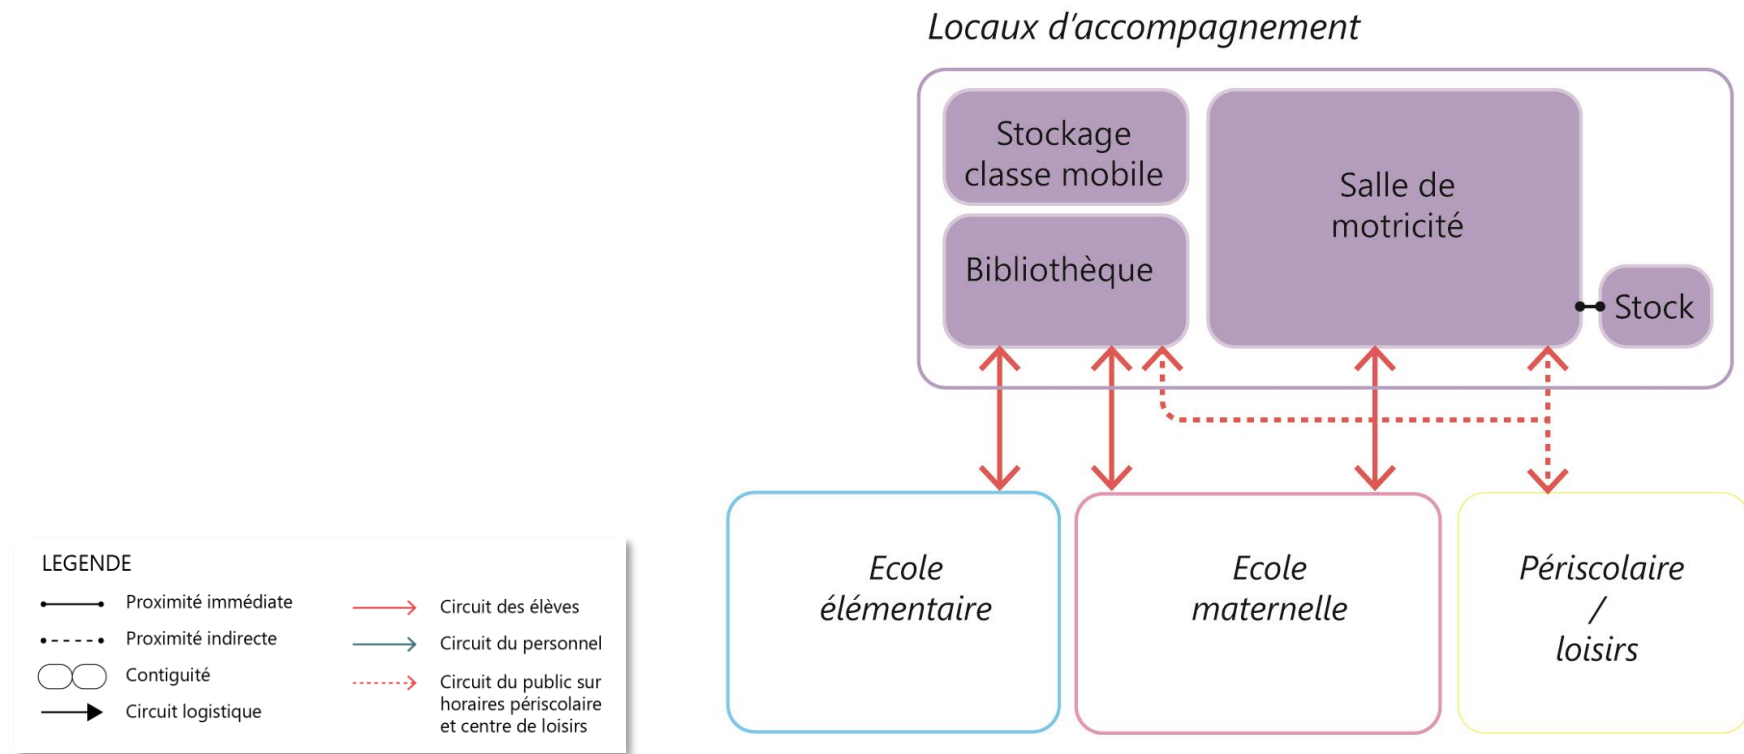 Locaux d'accompagnement
Stockage
classe mobile
Salle de
motricité
Bibliothèque
Stock
Ecole
élémentaire
Ecole
maternelle
Périscolaire
/
loisirs
LEGENDE
Proximité immédiate
Proximité indirecte
Contiguité
Circuit logistique
Circuit des élèves
Circuit du personnel
Circuit du public sur
horaires périscolaire
et centre de loisirs